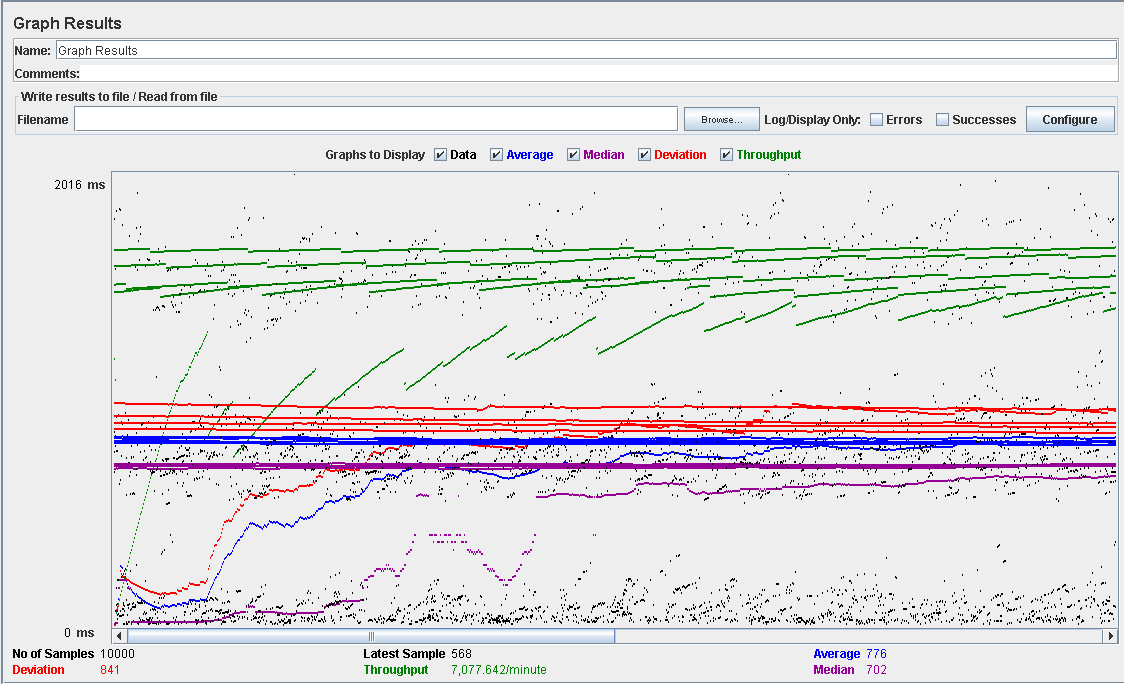 Graph Results
Name: Graph Results
Comments:
Write results to file / Read from file
Filename Browse... Log/Display Only: Errors Successes Configure
Graphs to Display Data Average Median Deviation Throughput
2016 ms
0 ms
No of Samples 10000 Latest Sample 568 Average 776
Deviation 841 Throughput 7,077.642/minute Median 702